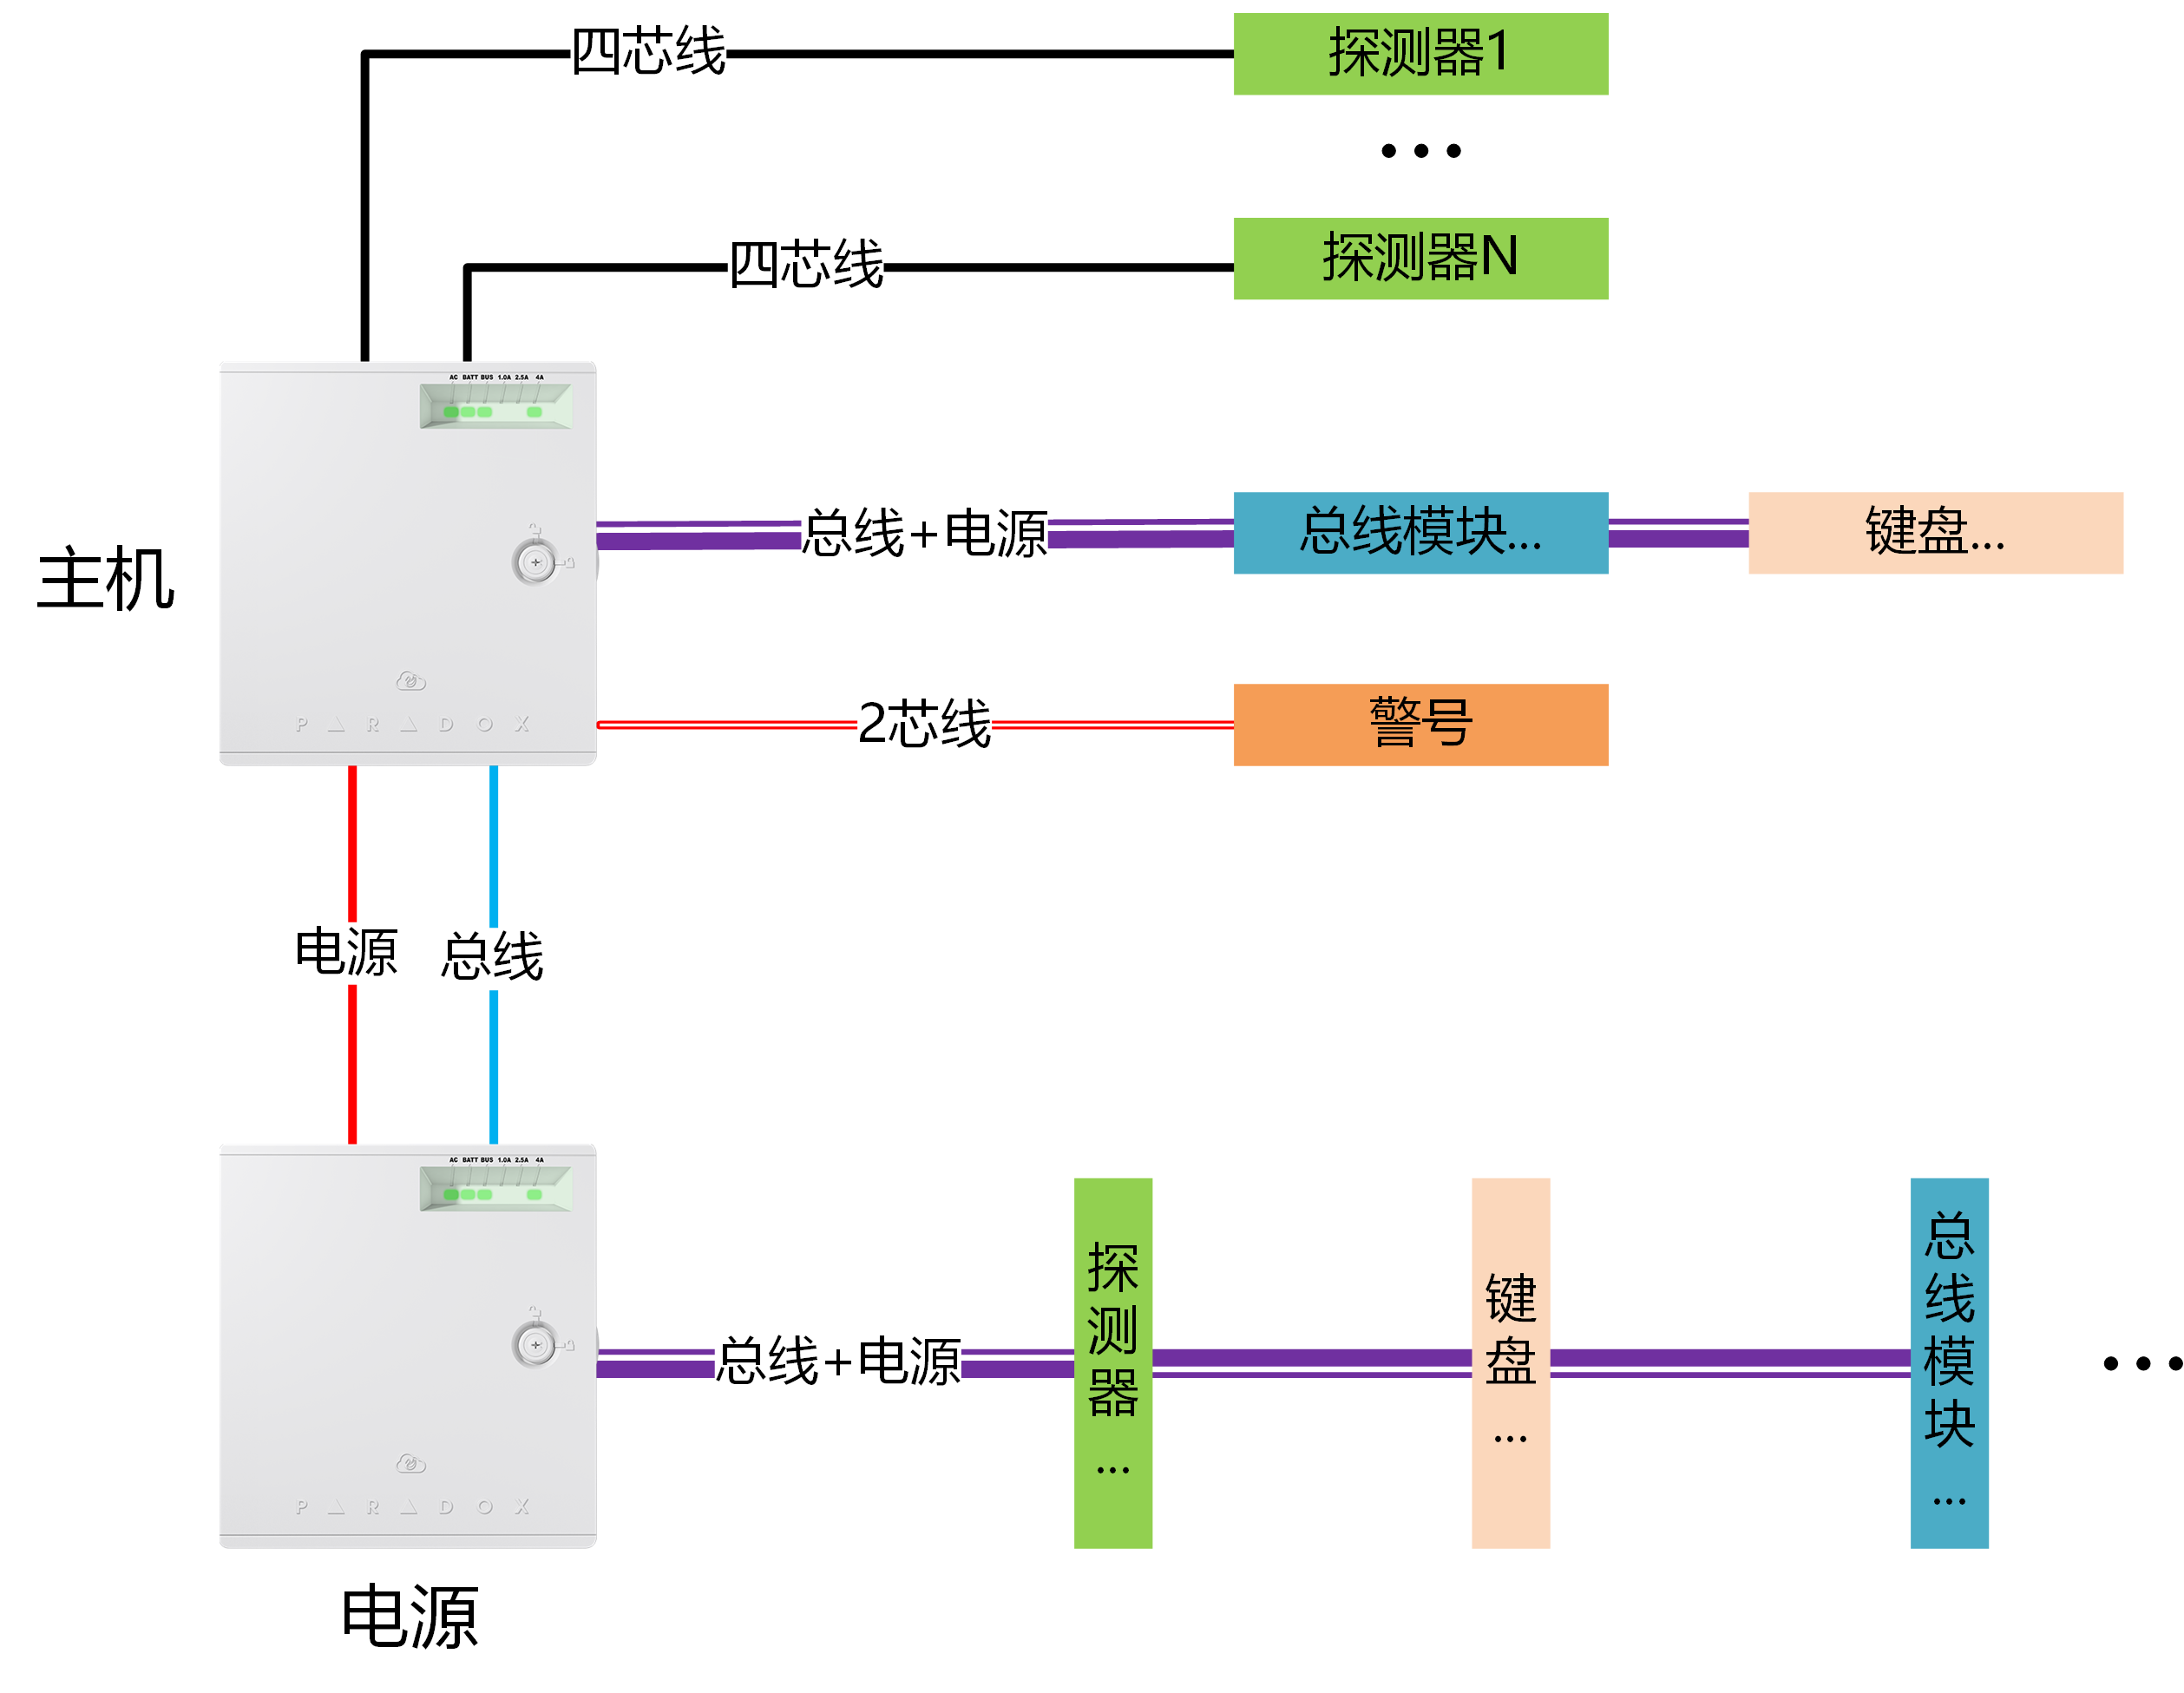 四芯线
探测器1
...
四芯线
探测器N
AC BATT BUS 1.0A 2.5A 4A
总线+电源
总线模块...
键盘...
主机
PARADOX
2芯线
警号
电源
总线
AC BATT BUS 1.0A 2.5A 4A
总线+电源
探测器...
键盘...
总线模块...
...
PARADOX
电源